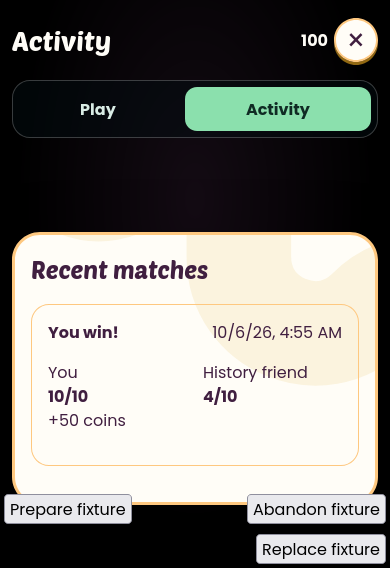 Activity
100
Play
Activity
Recent matches
You win!
10/6/26, 4:55 AM
You
History friend
10/10
4/10
+50 coins
Prepare fixture
Abandon fixture
Replace fixture